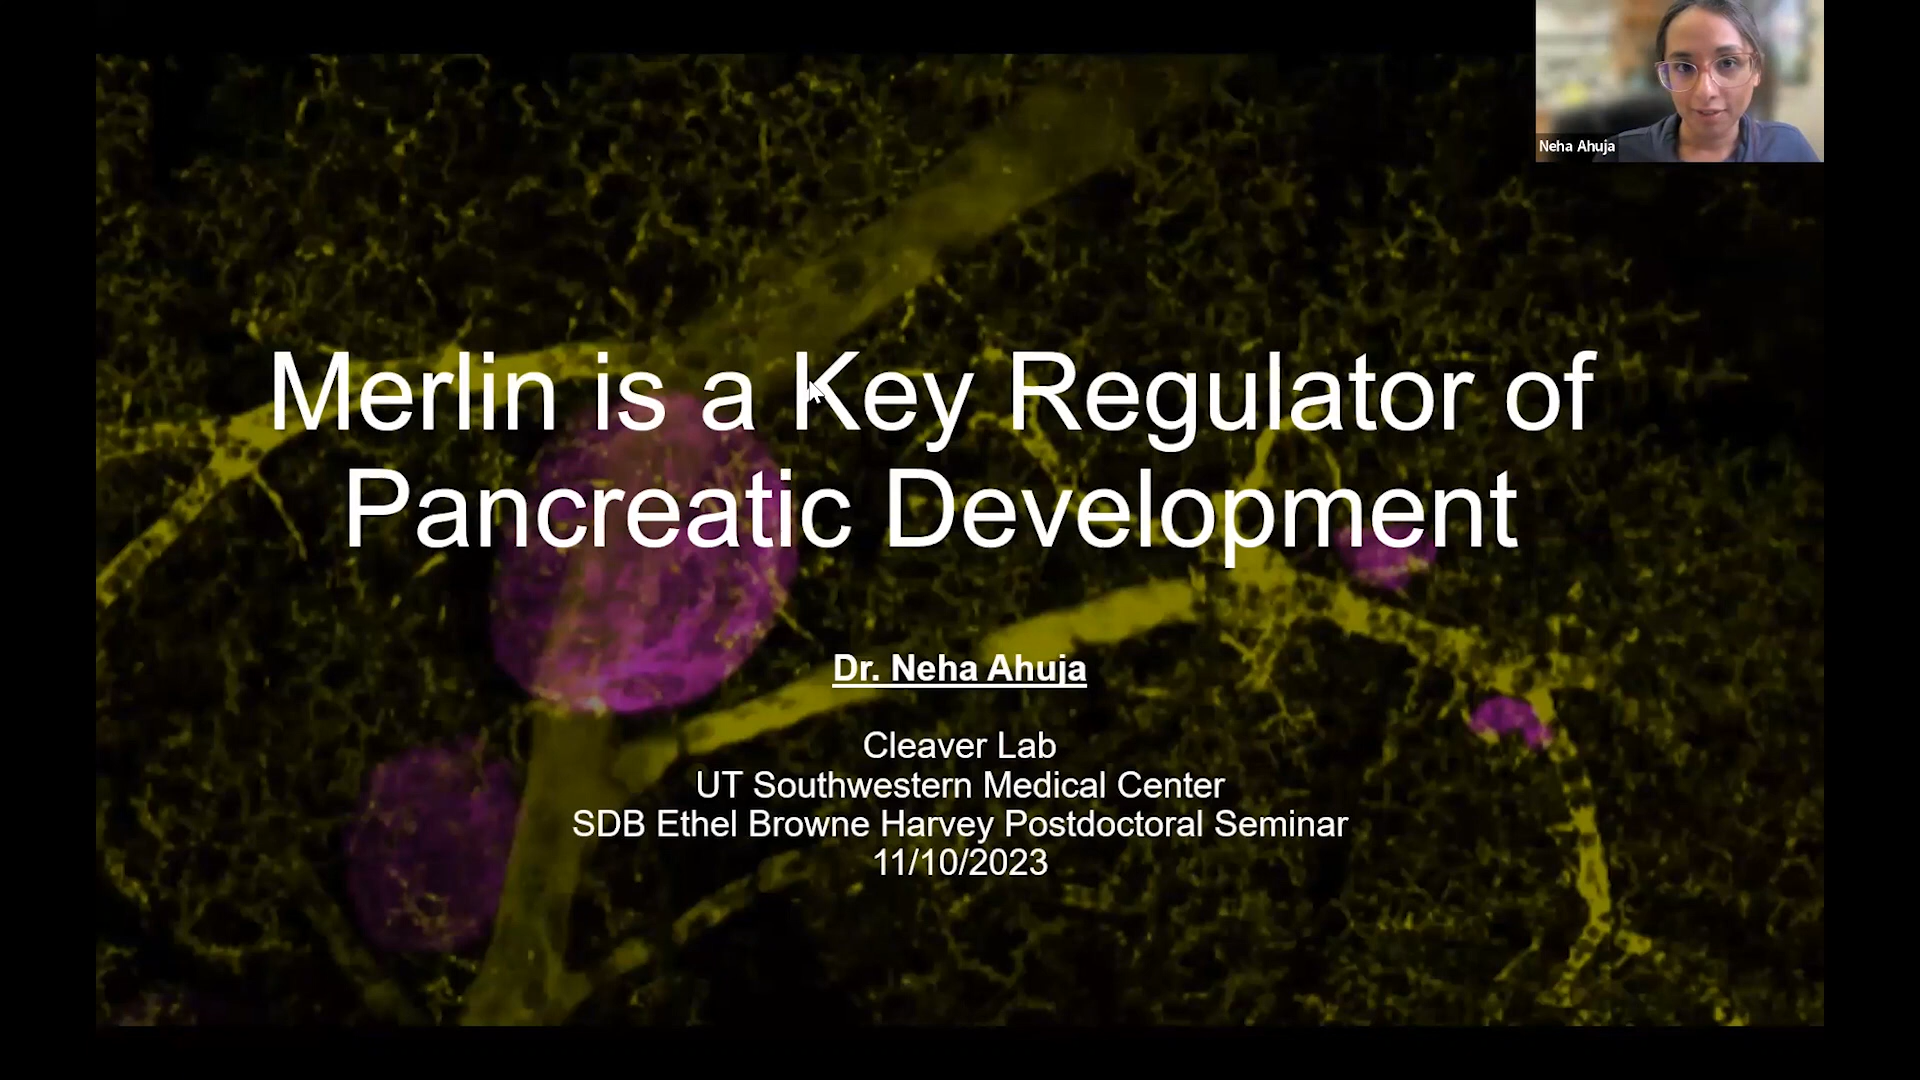 Neha Ahuja
Merlin is a Key Regulator of
Pancreatic Development
Dr. Neha Ahuja
Cleaver Lab
UT Southwestern Medical Center
SDB Ethel Browne Harvey Postdoctoral Seminar
11/10/2023